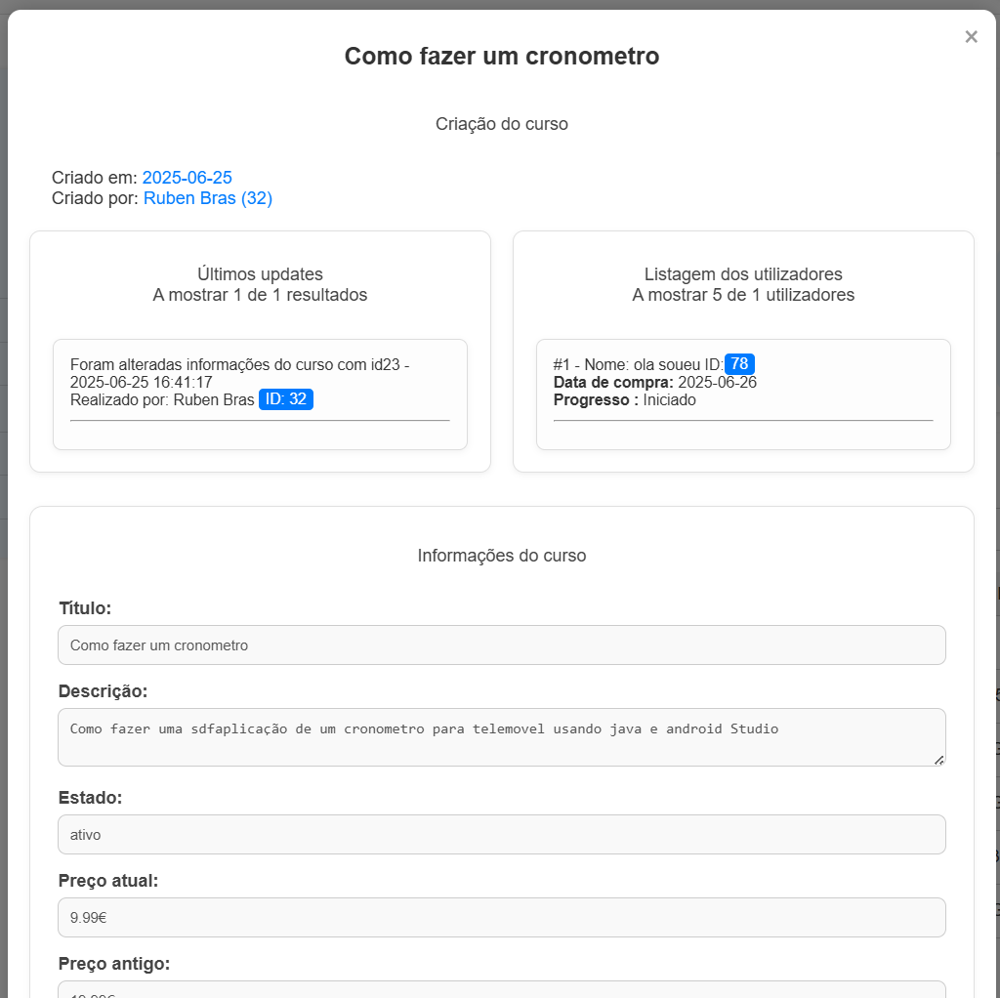 ×
Como fazer um cronometro
Criação do curso
Criado em: 2025-06-25
Criado por: Ruben Bras (32)
Últimos updates
A mostrar 1 de 1 resultados
Foram alteradas informações do curso com id23 -
2025-06-25 16:41:17
Realizado por: Ruben Bras ID: 32
Listagem dos utilizadores
A mostrar 5 de 1 utilizadores
#1 - Nome: ola soueu ID: 78
Data de compra: 2025-06-26
Progresso : Iniciado
Informações do curso
Título:
Como fazer um cronometro
Descrição:
Como fazer uma sdfaplicação de um cronometro para telemovel usando java e android Studio
Estado:
ativo
Preço atual:
9.99€
Preço antigo: